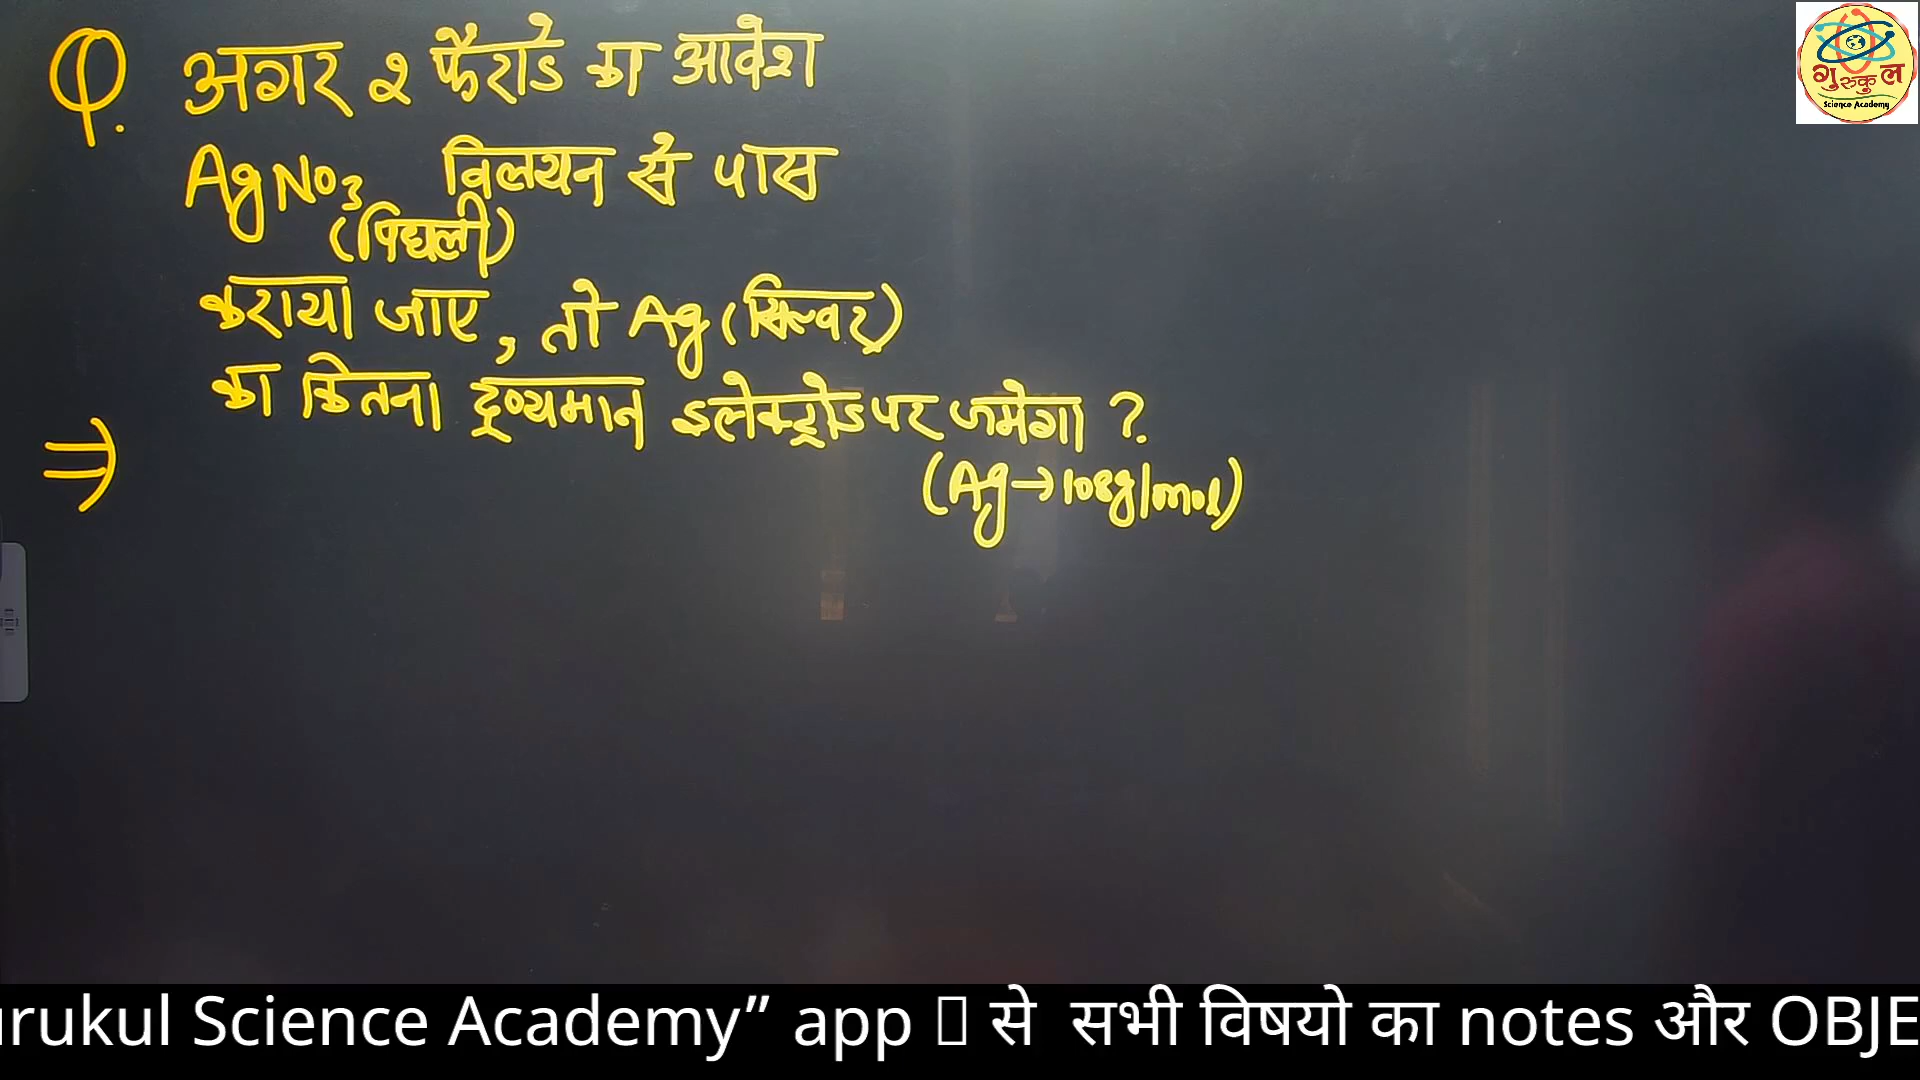 Q. अगर २ फैराडे का आवेश
AgNO3 विलयन से पास
(पिघली)
कराया जाए, तो Ag (सिल्वर)
का कितना द्रव्यमान इलेक्ट्रोड पर जमेगा ?
⇒
(Ag→108g/mol)
गुरुकुल
Science Academy
urukul Science Academy” app से सभी विषयो का notes और OBJE